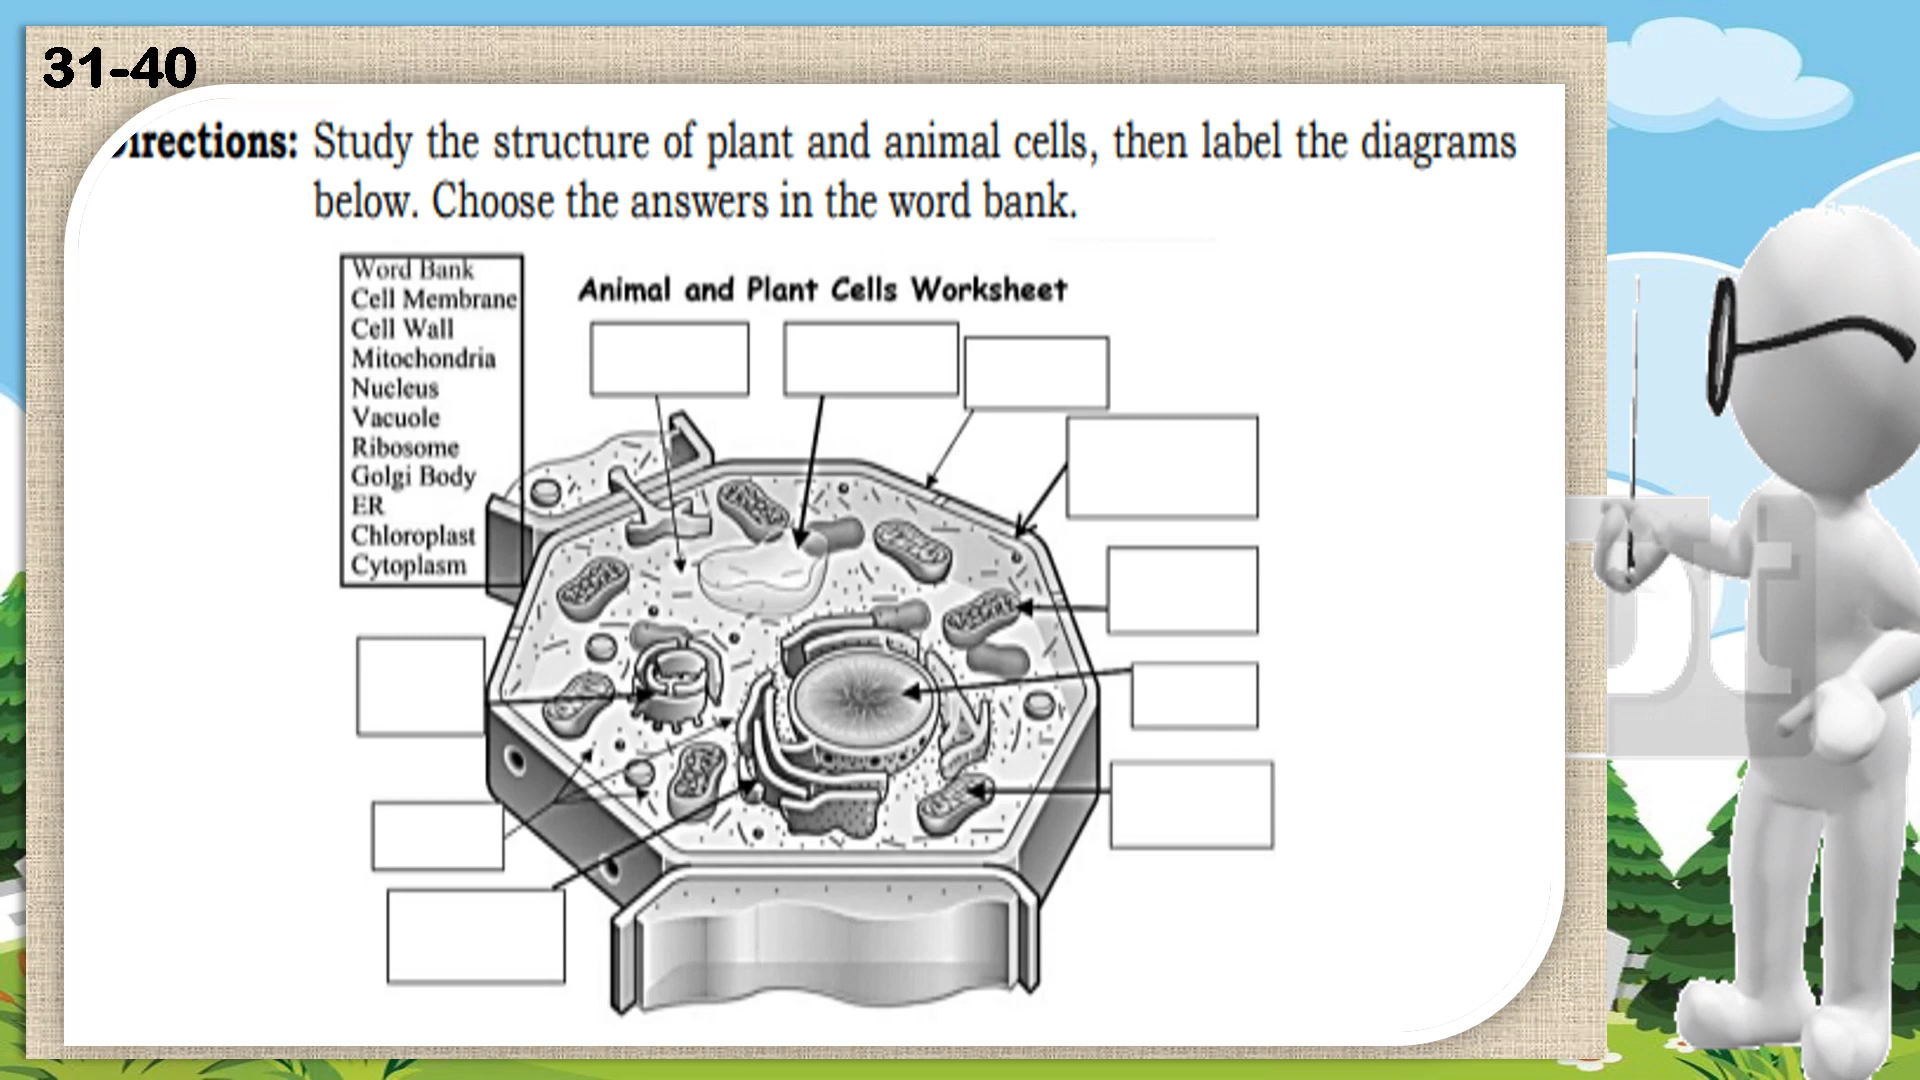 31-40
irections: Study the structure of plant and animal cells, then label the diagrams
below. Choose the answers in the word bank.
Word Bank
Cell Membrane
Cell Wall
Mitochondria
Nucleus
Vacuole
Ribosome
Golgi Body
ER
Chloroplast
Cytoplasm
Animal and Plant Cells Worksheet